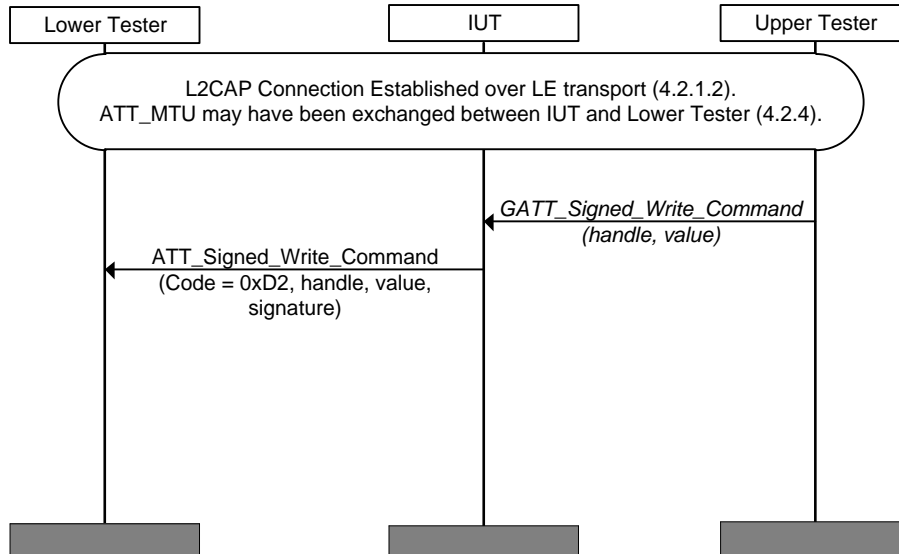 Lower Tester
IUT
Upper Tester
L2CAP Connection Established over LE transport (4.2.1.2).
ATT_MTU may have been exchanged between IUT and Lower Tester (4.2.4).
GATT_Signed_Write_Command
(handle, value)
ATT_Signed_Write_Command
(Code = 0xD2, handle, value,
signature)